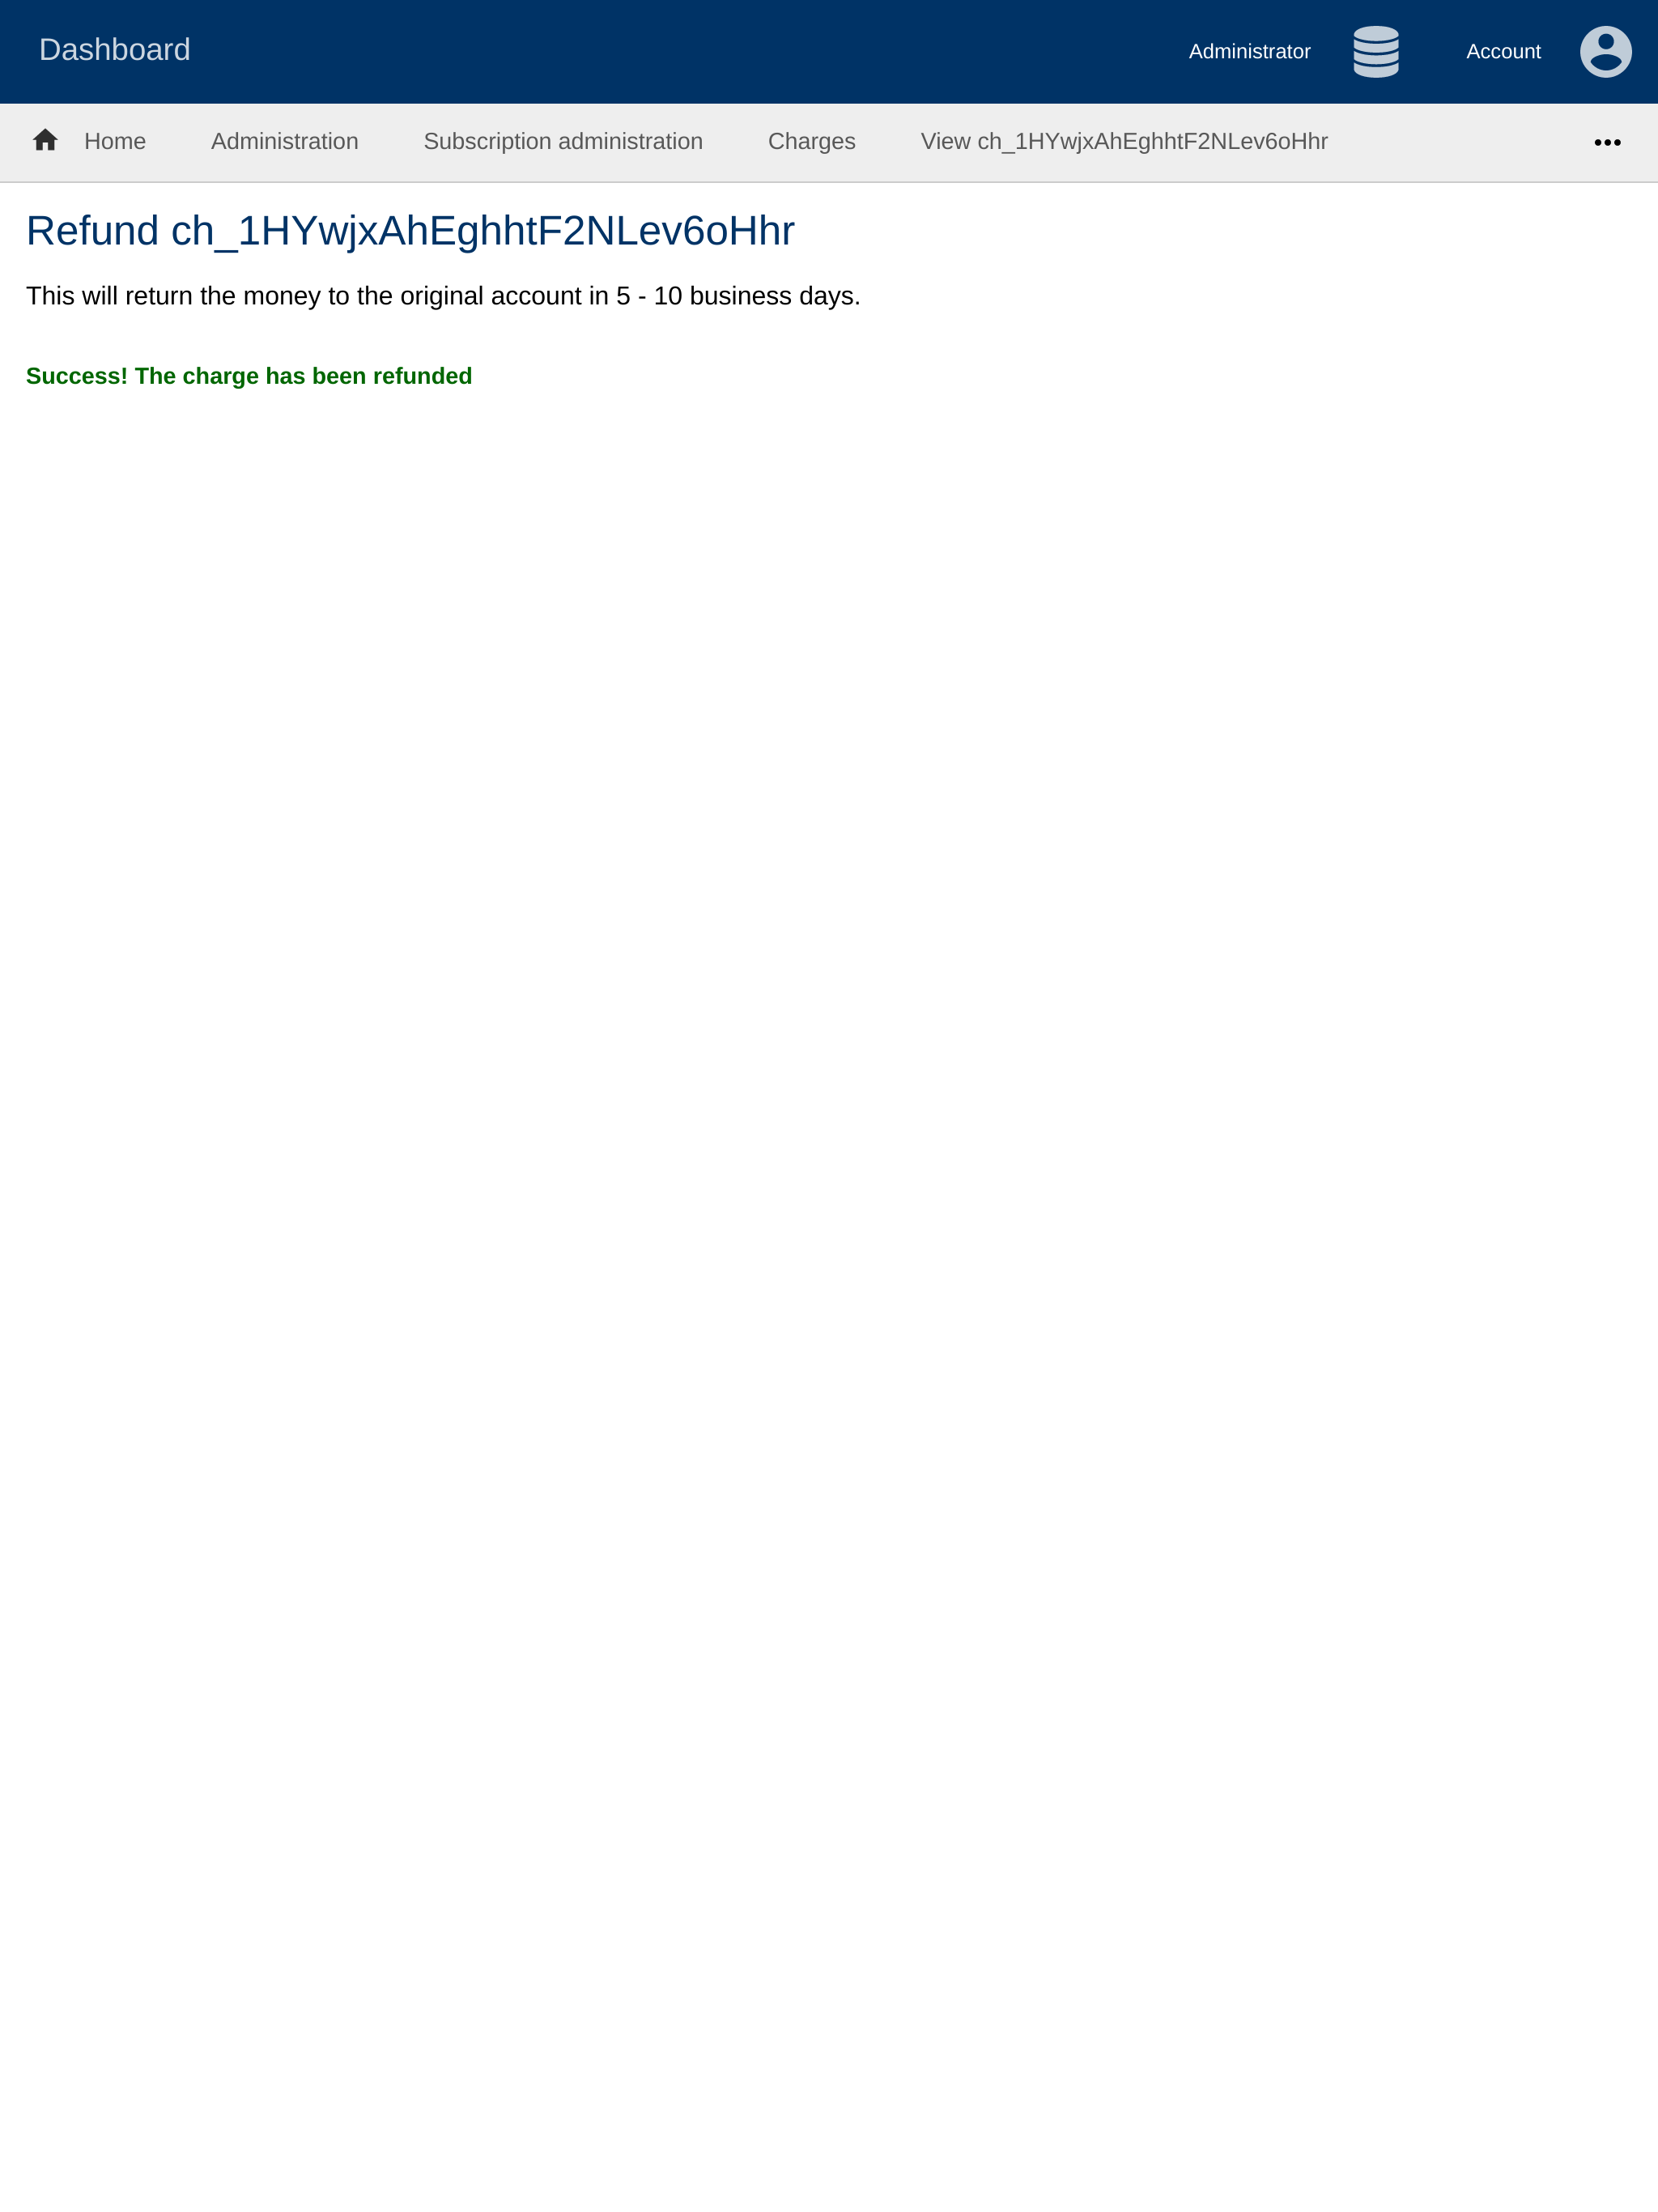 Dashboard
Administrator
Account
Home
Administration
Subscription administration
Charges
View ch_1HYwjxAhEghhtF2NLev6oHhr
Refund ch_1HYwjxAhEghhtF2NLev6oHhr
This will return the money to the original account in 5 - 10 business days.
Success! The charge has been refunded